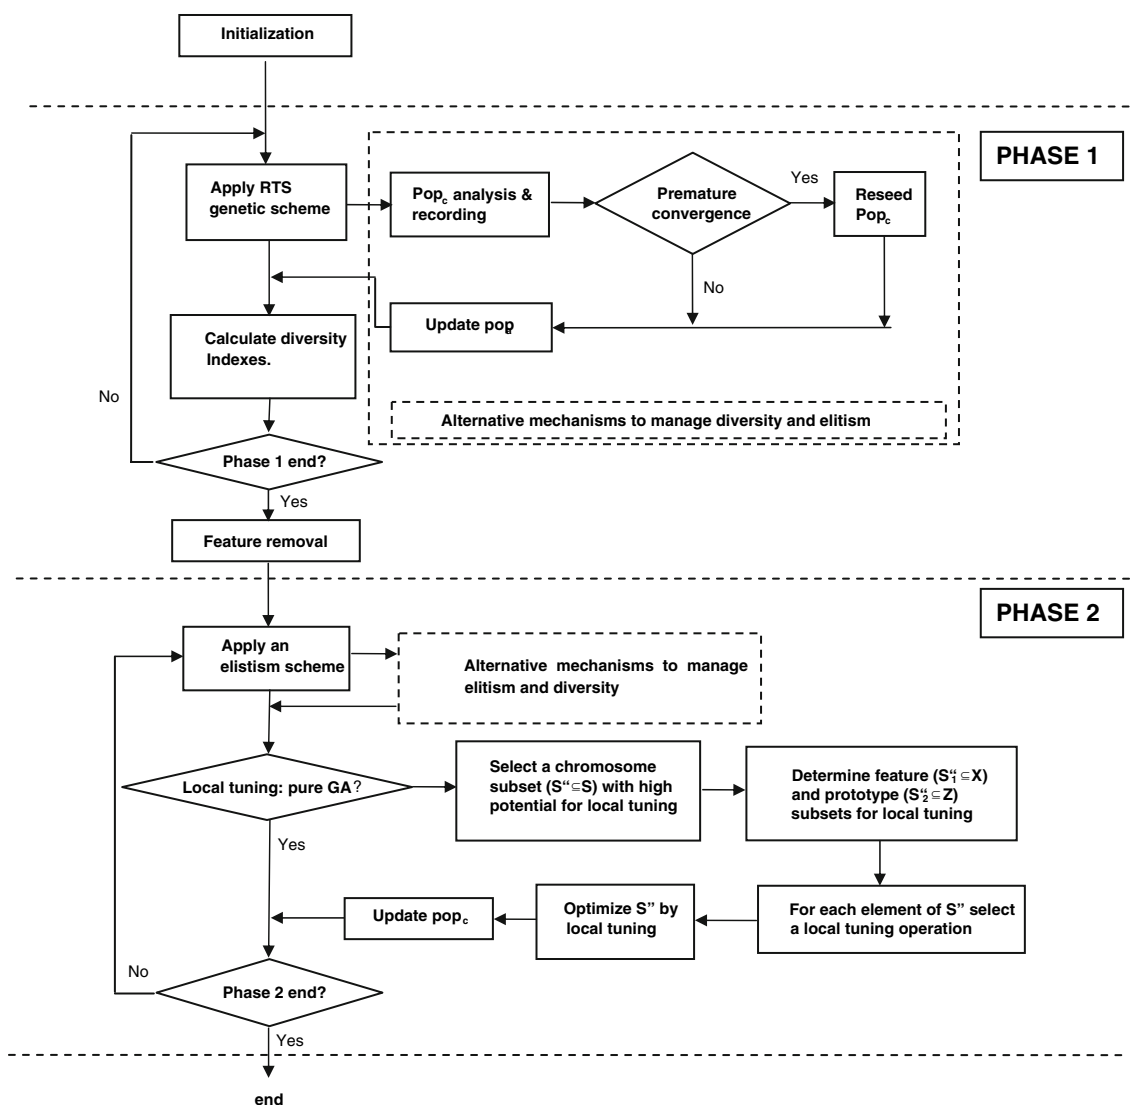 Initialization
PHASE 1
Apply RTS
genetic scheme
Pop_c analysis &
recording
Premature
convergence
Yes
Reseed
Pop_c
No
Update pop
Calculate diversity
Indexes.
No
Alternative mechanisms to manage diversity and elitism
Phase 1 end?
Yes
Feature removal
PHASE 2
Apply an
elistism scheme
Alternative mechanisms to manage
elitism and diversity
Local tuning: pure GA?
Select a chromosome
subset (S“⊆S) with high
potential for local tuning
Determine feature (S“₁⊆X)
and prototype (S“₂⊆Z)
subsets for local tuning
Yes
For each element of S” select
a local tuning operation
Optimize S” by
local tuning
Update pop_c
No
Phase 2 end?
Yes
end